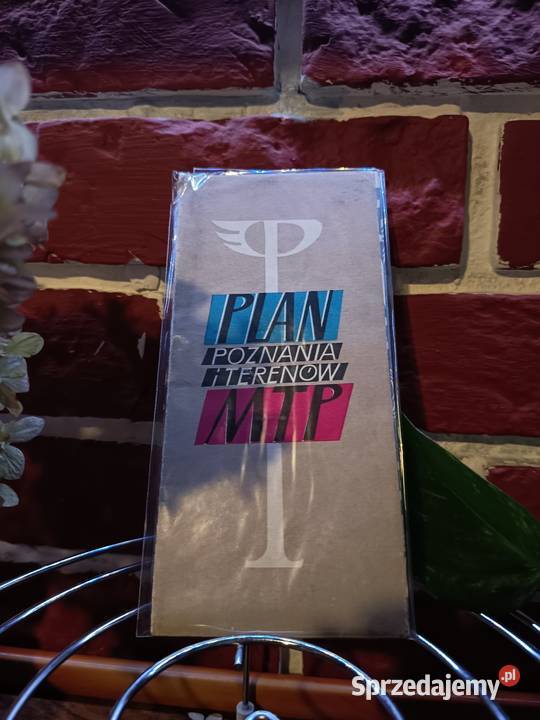 PLAN
POZNANIA
i TERENÓW
MTP
Sprzedajemy.pl